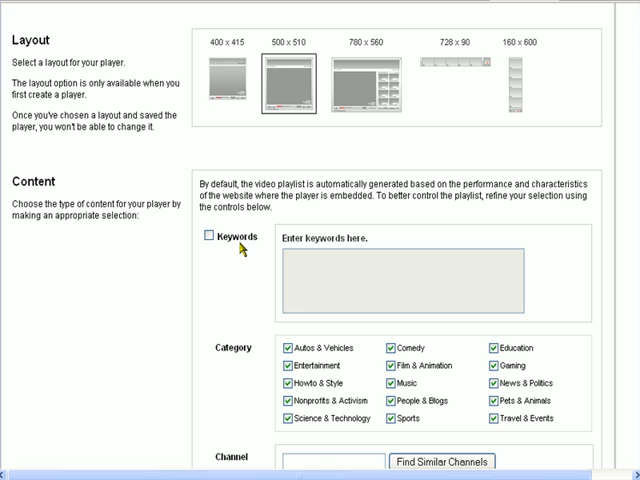 Layout
Select a layout for your player.
The layout option is only available when you
first create a player.
Once you've chosen a layout and saved the
player, you won't be able to change it.
400 x 415
500 x 510
780 x 560
728 x 90
160 x 600
Content
Choose the type of content for your player by
making an appropriate selection:
By default, the video playlist is automatically generated based on the performance and characteristics
of the website where the player is embedded. To better control the playlist, refine your selection using
the controls below.
Keywords
Enter keywords here.
Category
Autos & Vehicles
Comedy
Education
Entertainment
Film & Animation
Gaming
Howto & Style
Music
News & Politics
Nonprofits & Activism
People & Blogs
Pets & Animals
Science & Technology
Sports
Travel & Events
Channel
Find Similar Channels